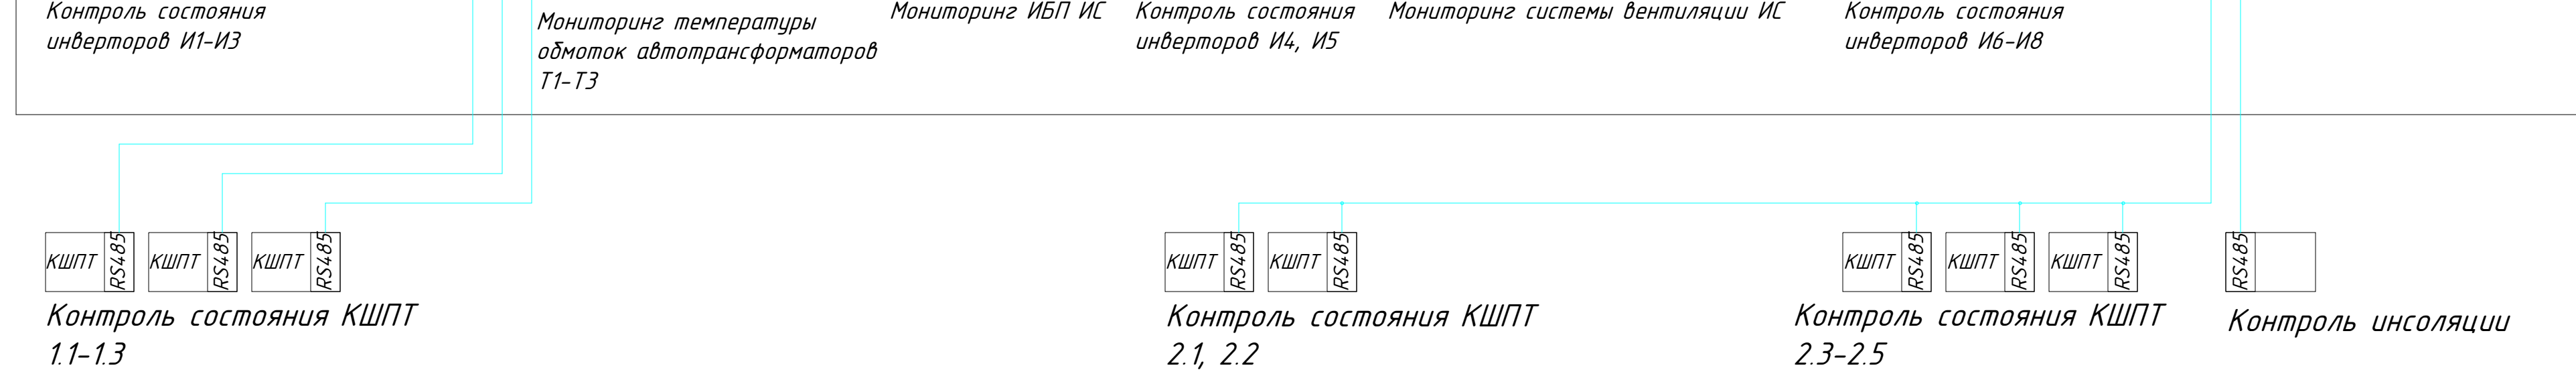 Контроль состояния
инверторов И1-И3
Мониторинг температуры
обмоток автотрансформаторов
Т1-Т3
Мониторинг ИБП ИС
Контроль состояния
инверторов И4, И5
Мониторинг системы вентиляции ИС
Контроль состояния
инверторов И6-И8
КШПТ RS485 КШПТ RS485 КШПТ RS485
Контроль состояния КШПТ
1.1-1.3
КШПТ RS485 КШПТ RS485
Контроль состояния КШПТ
2.1, 2.2
КШПТ RS485 КШПТ RS485 КШПТ RS485
Контроль состояния КШПТ
2.3-2.5
RS485
Контроль инсоляции